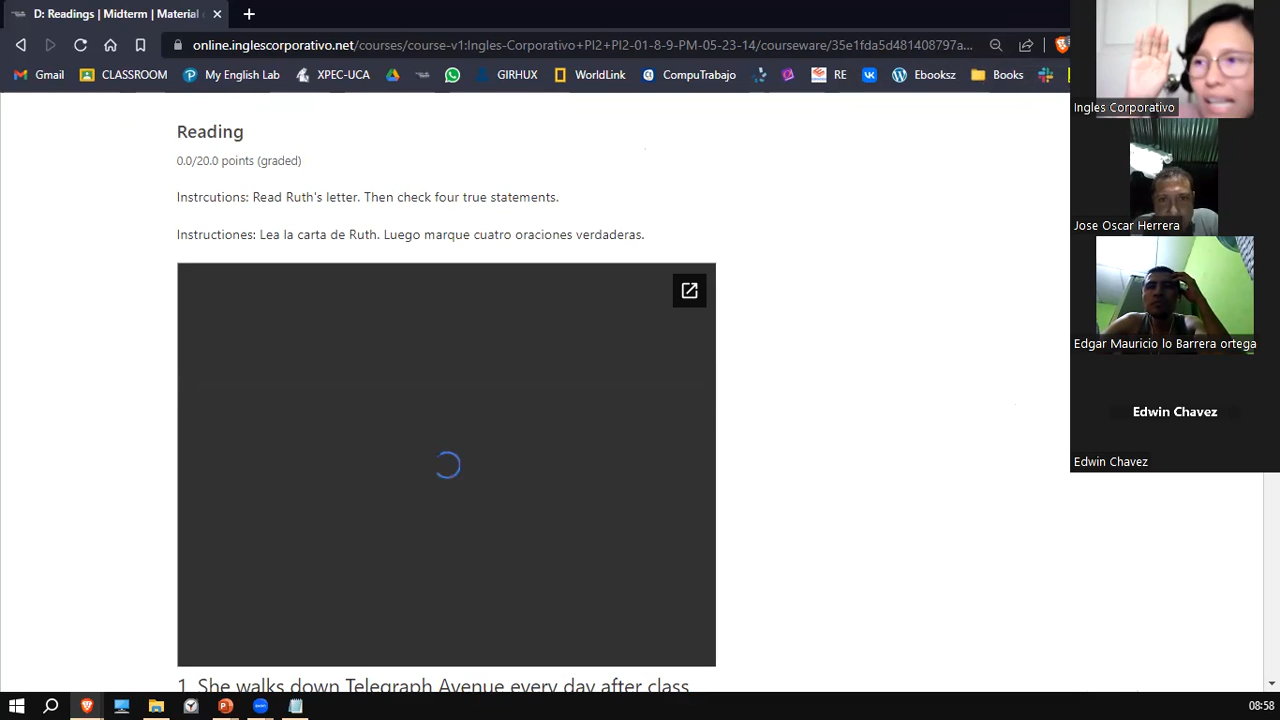 D: Readings | Midterm | Material
online.inglescorporativo.net/courses/course-v1:Ingles-Corporativo+PI2+PI2-01-8-9-PM-05-23-14/courseware/35e1fda5d481408797a...
Gmail CLASSROOM My English Lab XPEC-UCA GIRHUX WorldLink CompuTrabajo RE Ebooksz Books
Ingles Corporativo
Jose Oscar Herrera
Edgar Mauricio lo Barrera ortega
Edwin Chavez
Edwin Chavez
Reading
0.0/20.0 points (graded)
Instrcutions: Read Ruth's letter. Then check four true statements.
Instructiones: Lea la carta de Ruth. Luego marque cuatro oraciones verdaderas.
1. She walks down Telegraph Avenue every day after class
08:58